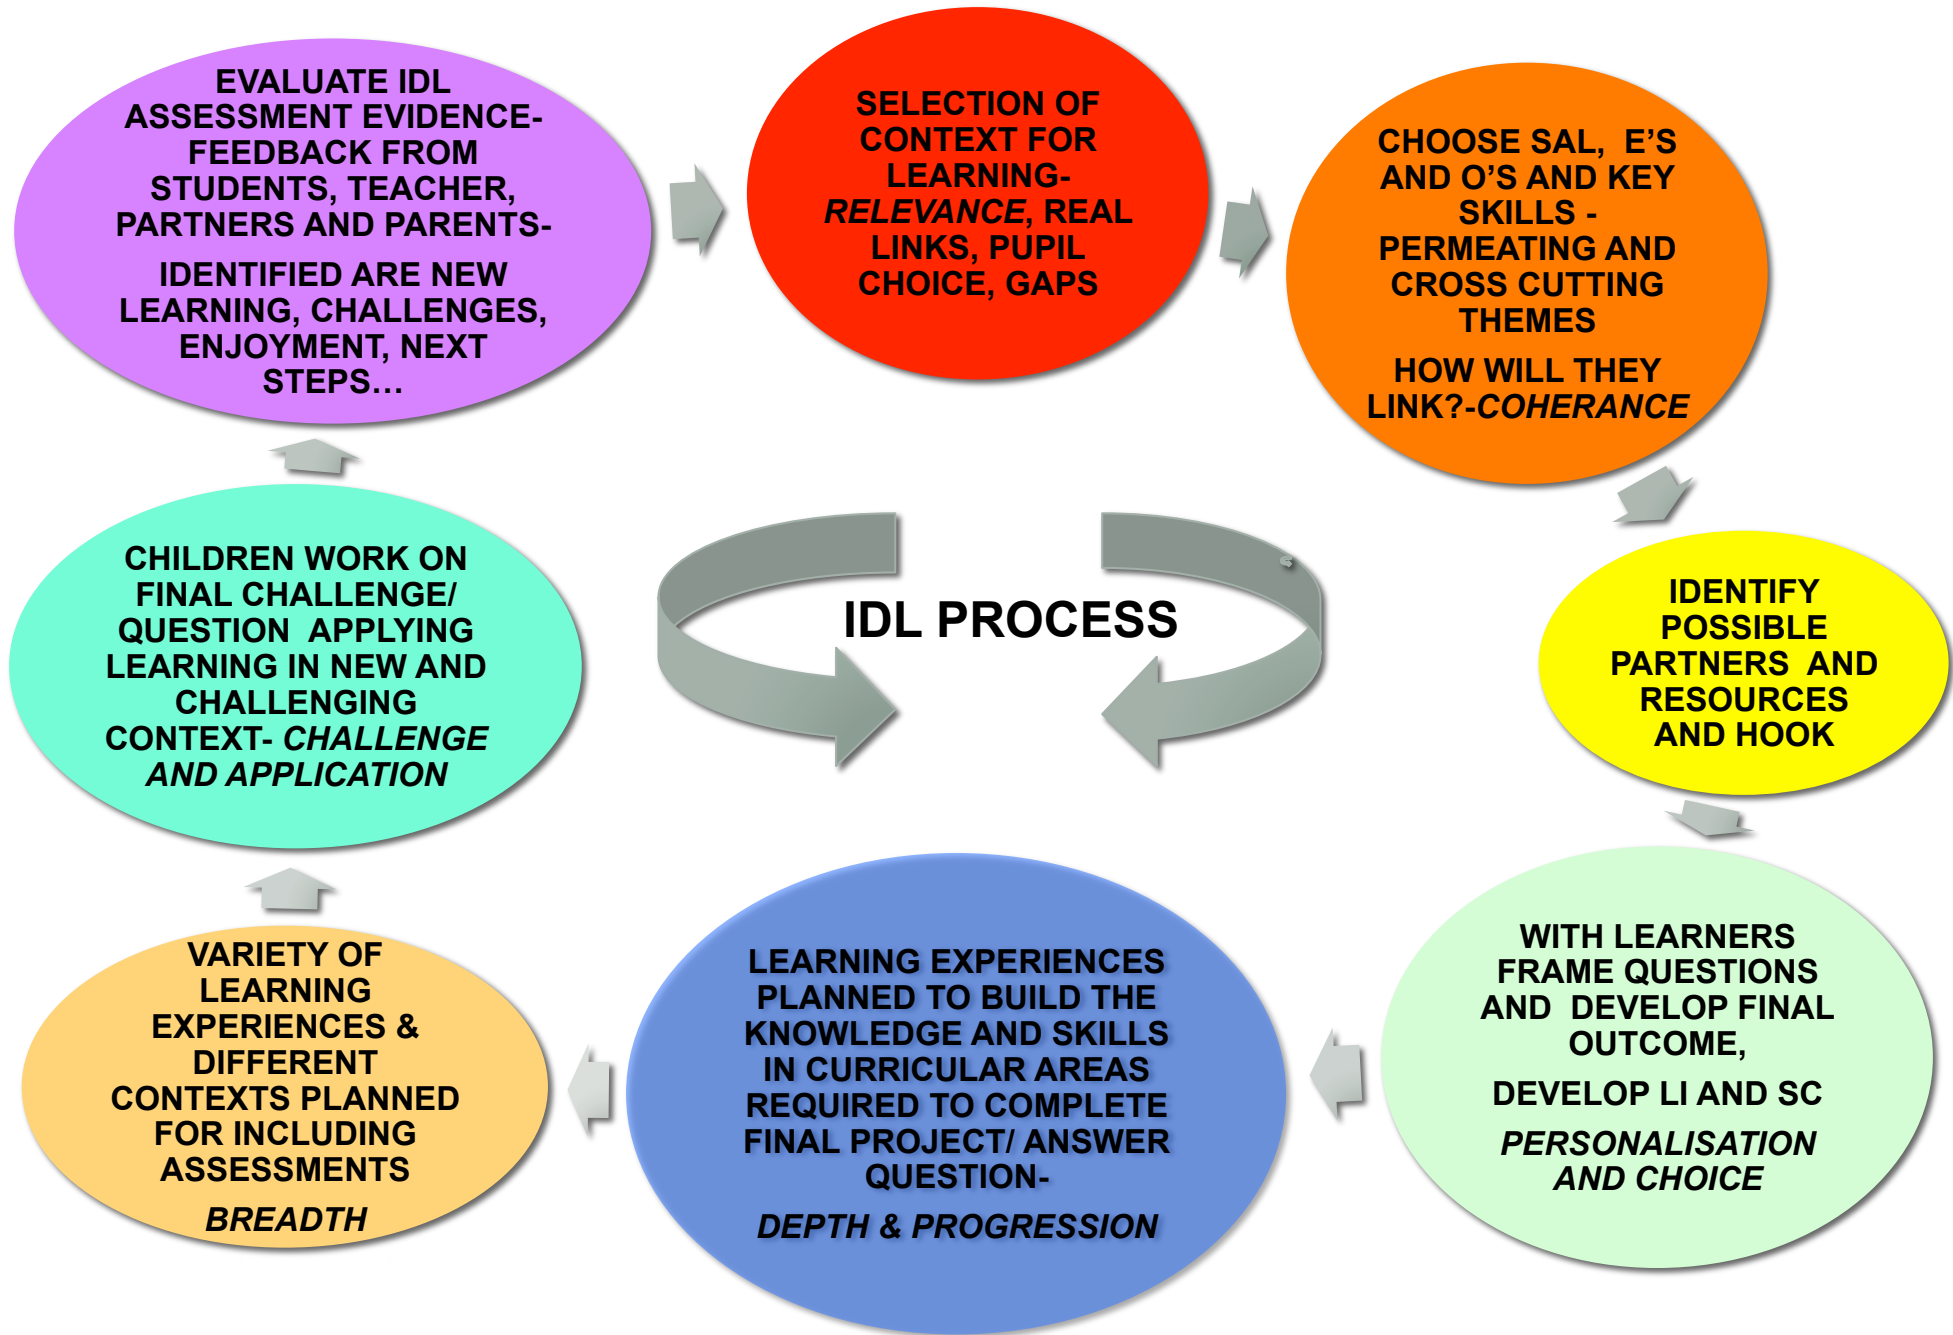 EVALUATE IDL
ASSESSMENT EVIDENCE-
FEEDBACK FROM
STUDENTS, TEACHER,
PARTNERS AND PARENTS-
IDENTIFIED ARE NEW
LEARNING, CHALLENGES,
ENJOYMENT, NEXT
STEPS…
SELECTION OF
CONTEXT FOR
LEARNING-
RELEVANCE, REAL
LINKS, PUPIL
CHOICE, GAPS
CHOOSE SAL, E'S
AND O'S AND KEY
SKILLS -
PERMEATING AND
CROSS CUTTING
THEMES
HOW WILL THEY
LINK?-COHERANCE
IDENTIFY
POSSIBLE
PARTNERS AND
RESOURCES
AND HOOK
WITH LEARNERS
FRAME QUESTIONS
AND DEVELOP FINAL
OUTCOME,
DEVELOP LI AND SC
PERSONALISATION
AND CHOICE
LEARNING EXPERIENCES
PLANNED TO BUILD THE
KNOWLEDGE AND SKILLS
IN CURRICULAR AREAS
REQUIRED TO COMPLETE
FINAL PROJECT/ ANSWER
QUESTION-
DEPTH & PROGRESSION
VARIETY OF
LEARNING
EXPERIENCES &
DIFFERENT
CONTEXTS PLANNED
FOR INCLUDING
ASSESSMENTS
BREADTH
CHILDREN WORK ON
FINAL CHALLENGE/
QUESTION APPLYING
LEARNING IN NEW AND
CHALLENGING
CONTEXT- CHALLENGE
AND APPLICATION
IDL PROCESS